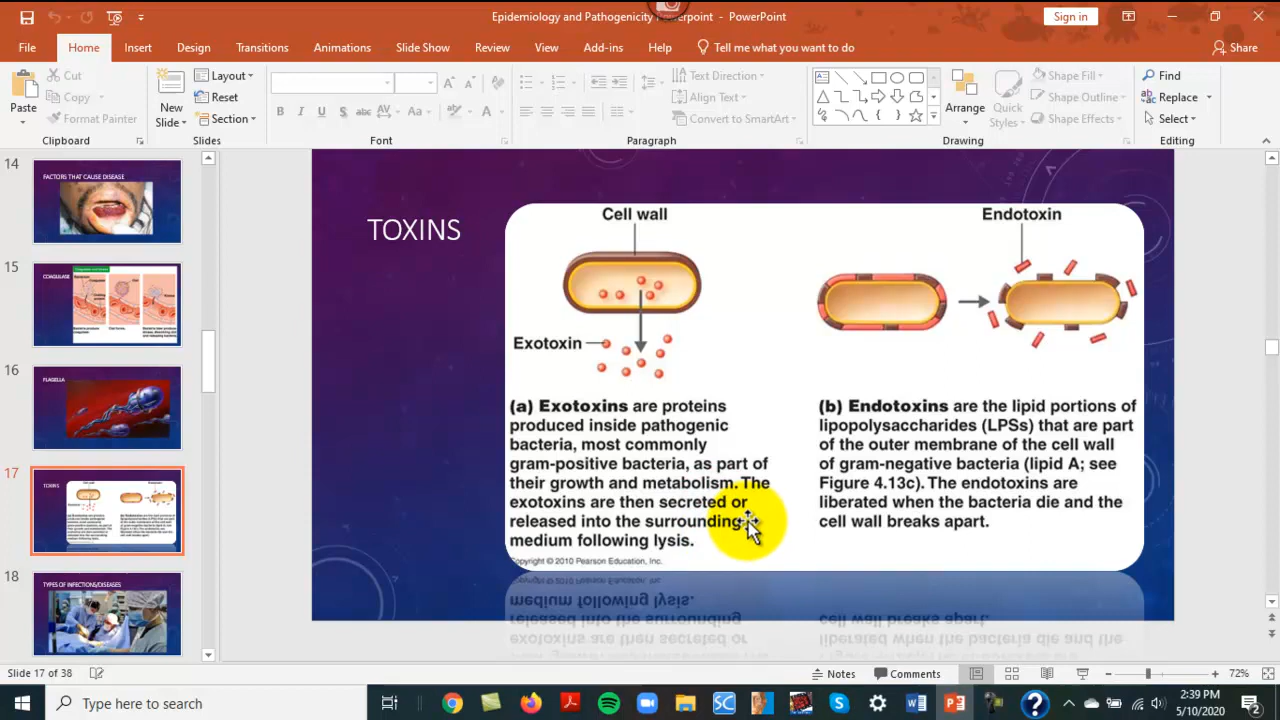 Epidemiology and Pathogenicity Powerpoint - PowerPoint
Sign in
File
Home
Insert
Design
Transitions
Animations
Slide Show
Review
View
Add-ins
Help
Tell me what you want to do
Share
Paste
Cut
Copy
Format Painter
Clipboard
New
Slide
Layout
Reset
Section
Slides
B
I
U
S
abc
AV
Aa
A
Font
Text Direction
Align Text
Convert to SmartArt
Paragraph
Arrange
Quick
Styles
Shape Fill
Shape Outline
Shape Effects
Drawing
Find
Replace
Select
Editing
14
FACTORS THAT CAUSE DISEASE
15
COAGULASE
16
FLAGELLA
17
TOXINS
18
TYPES OF INFECTIONS/DISEASES
TOXINS
Cell wall
Exotoxin
Endotoxin
(a) Exotoxins are proteins
produced inside pathogenic
bacteria, most commonly
gram-positive bacteria, as part of
their growth and metabolism. The
exotoxins are then secreted or
released into the surrounding
medium following lysis.
Copyright © 2010 Pearson Education, Inc.
(b) Endotoxins are the lipid portions of
lipopolysaccharides (LPSs) that are part
of the outer membrane of the cell wall
of gram-negative bacteria (lipid A; see
Figure 4.13c). The endotoxins are
liberated when the bacteria die and the
cell wall breaks apart.
Slide 17 of 38
Notes
Comments
72%
Type here to search
2:39 PM
5/10/2020
2